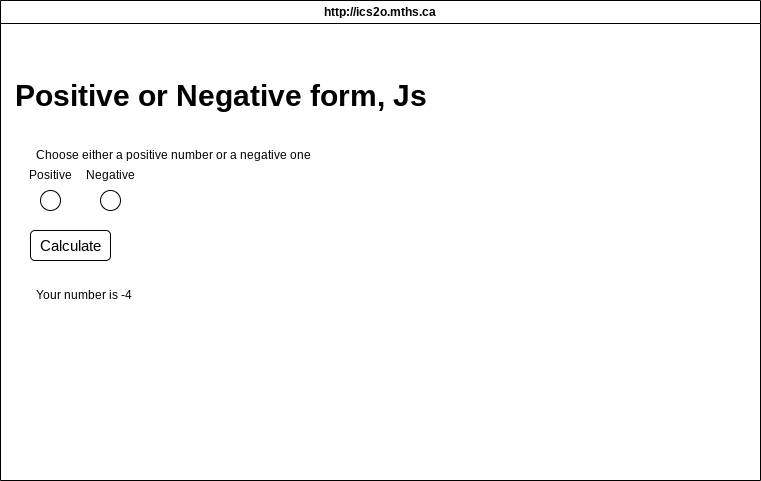 http://ics2o.mths.ca
Positive or Negative form, Js
Choose either a positive number or a negative one
Positive Negative
Calculate
Your number is -4